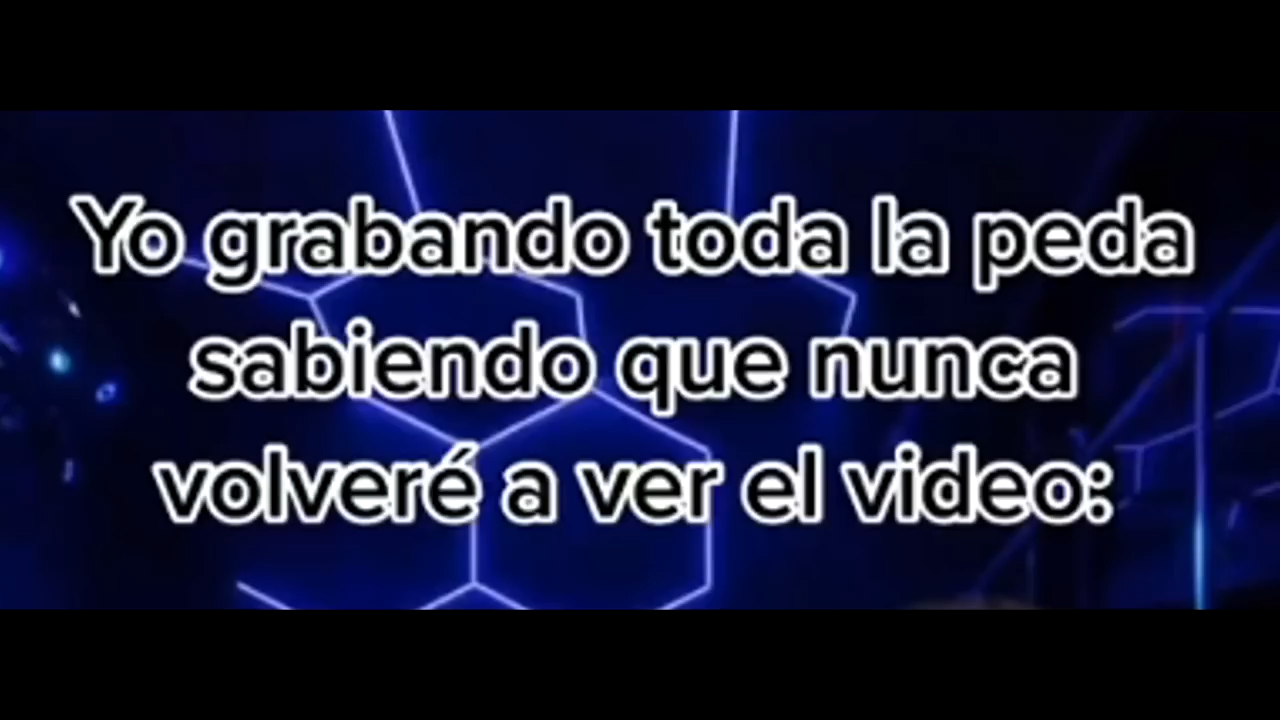 Yo grabando toda la peda
sabiendo que nunca
volveré a ver el video: